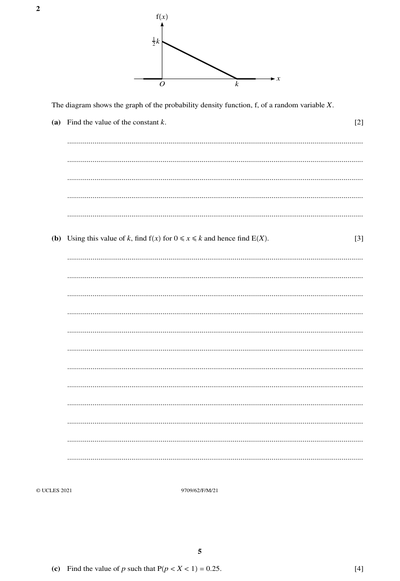 2
f(x)
½k
O
k
x
The diagram shows the graph of the probability density function, f, of a random variable X.
(a) Find the value of the constant k. [2]
(b) Using this value of k, find f(x) for 0 ⩽ x ⩽ k and hence find E(X). [3]
© UCLES 2021 9709/62/F/M/21
5
(c) Find the value of p such that P(p < X < 1) = 0.25. [4]